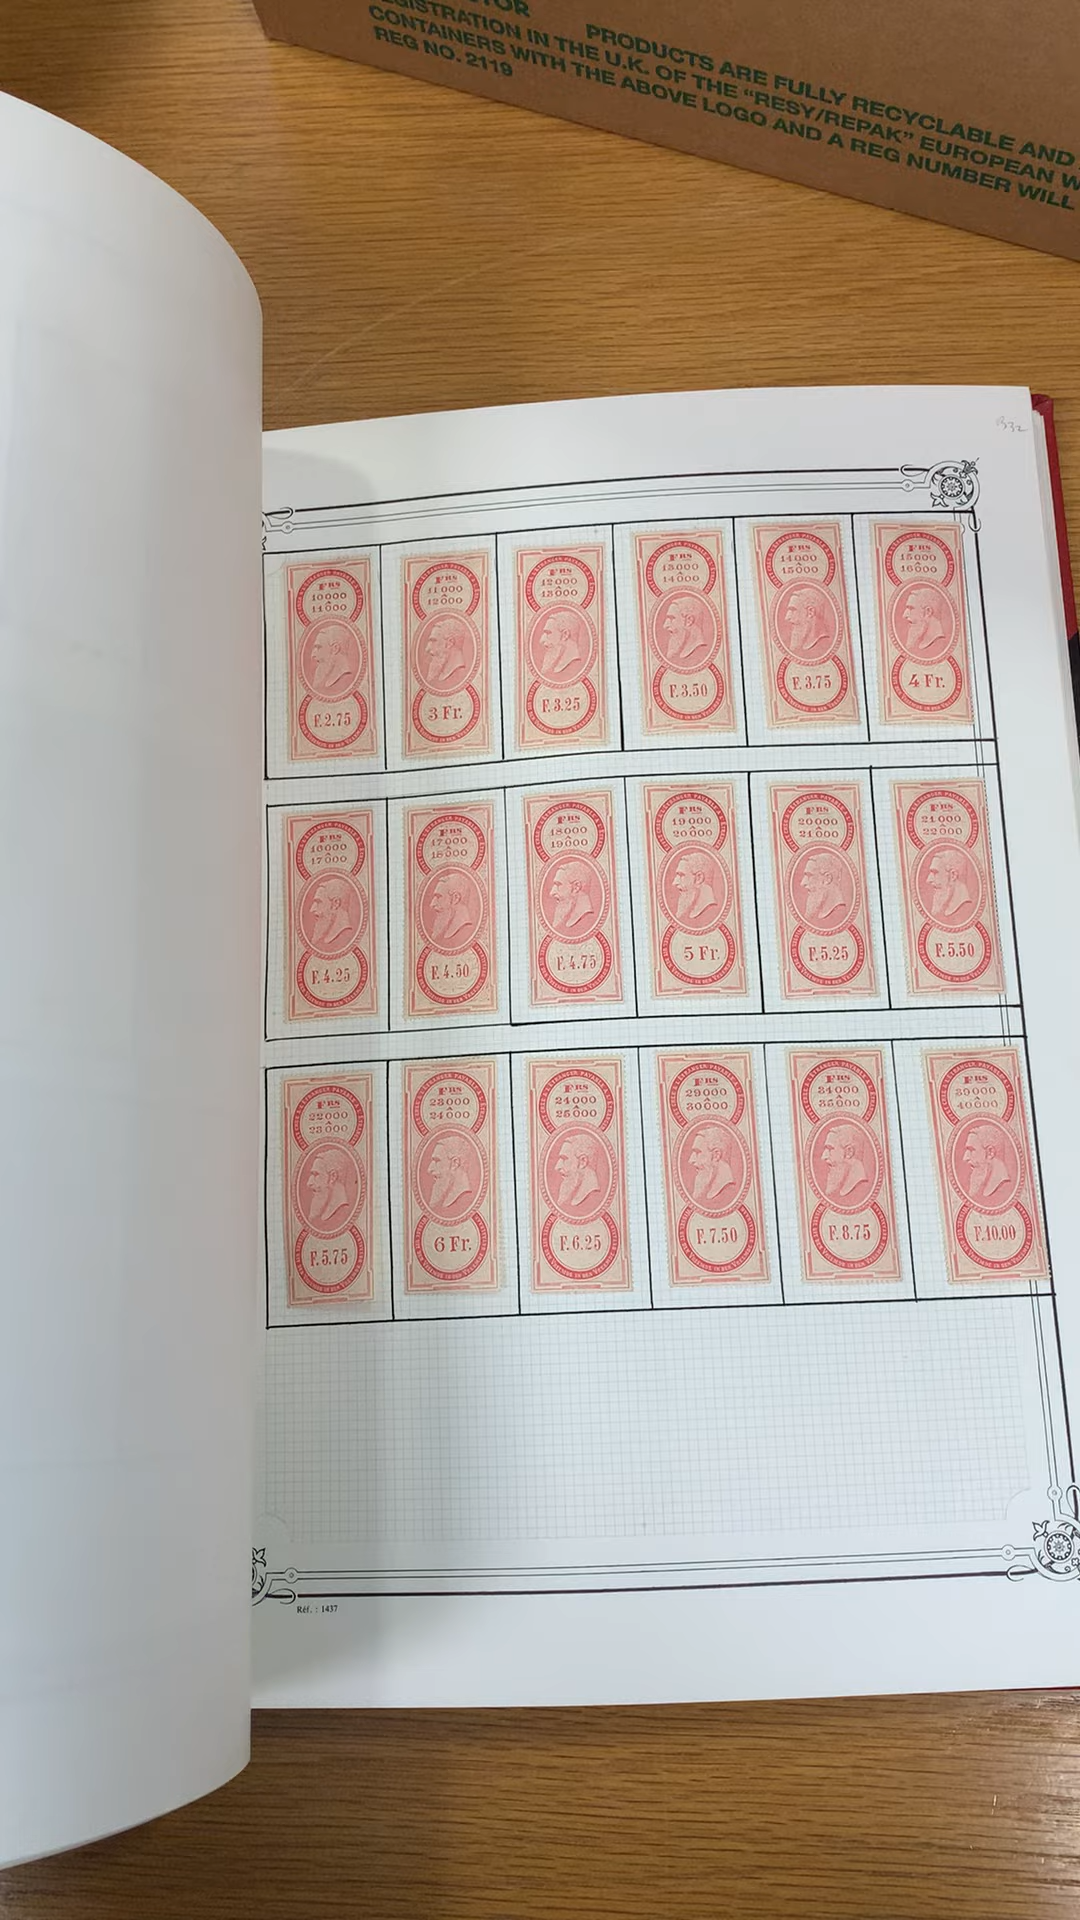 PRODUCTS ARE FULLY RECYCLABLE AND
REGISTRATION IN THE U.K. OF THE “RESY/REPAK” EUROPEAN W
CONTAINERS WITH THE ABOVE LOGO AND A REG NUMBER WILL
REG NO. 2119
B32
FRS
10000
À
11000
F.2.75
FRS
11000
À
12000
3 Fr.
FRS
12000
À
13000
F.3.25
FRS
13000
À
14000
F.3.50
FRS
14000
À
15000
F.3.75
FRS
15000
À
16000
4 Fr.
FRS
16000
À
17000
F.4.25
FRS
17000
À
18000
F.4.50
FRS
18000
À
19000
F.4.75
FRS
19000
À
20000
5 Fr.
FRS
20000
À
21000
F.5.25
FRS
21000
À
22000
F.5.50
FRS
22000
À
23000
F.5.75
FRS
23000
À
24000
6 Fr.
FRS
24000
À
25000
F.6.25
FRS
29000
À
30000
F.7.50
FRS
34000
À
35000
F.8.75
FRS
39000
À
40000
F.10.00
Réf. : 1437